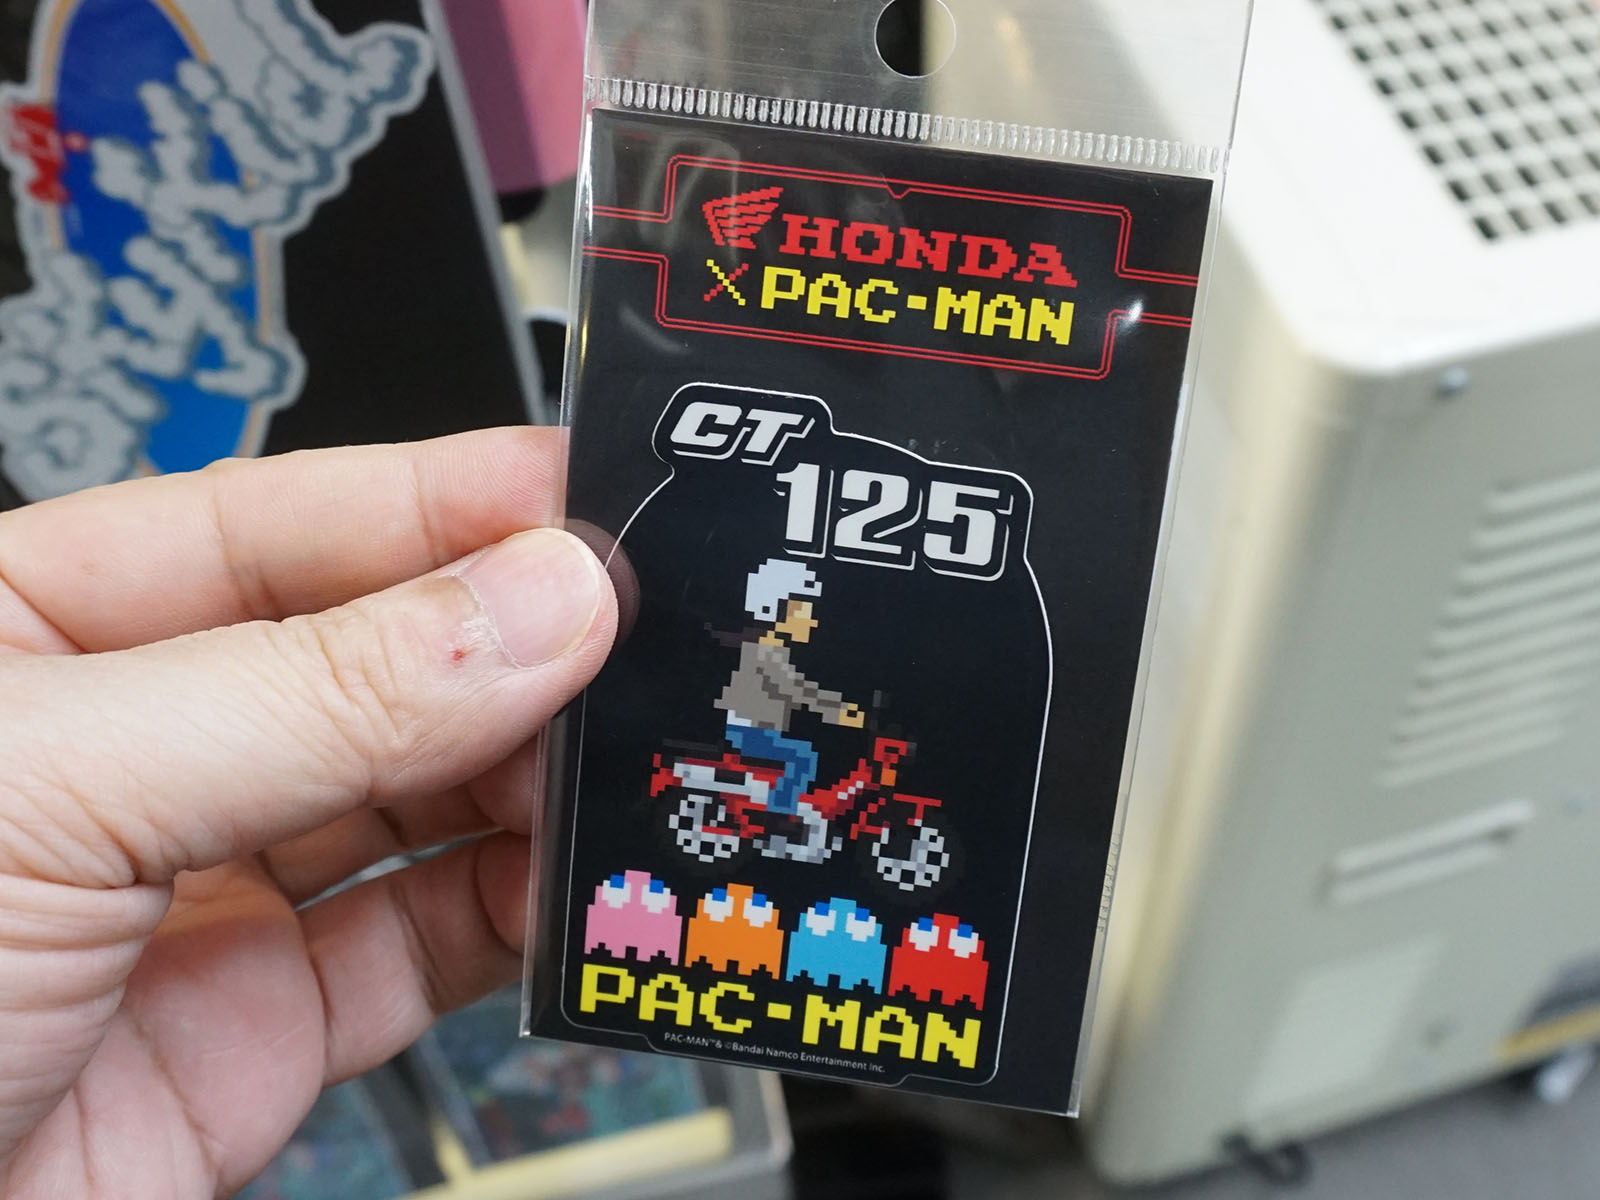 HONDA
×PAC-MAN
CT
125
PAC-MAN
PAC-MAN™& ©Bandai Namco Entertainment Inc.